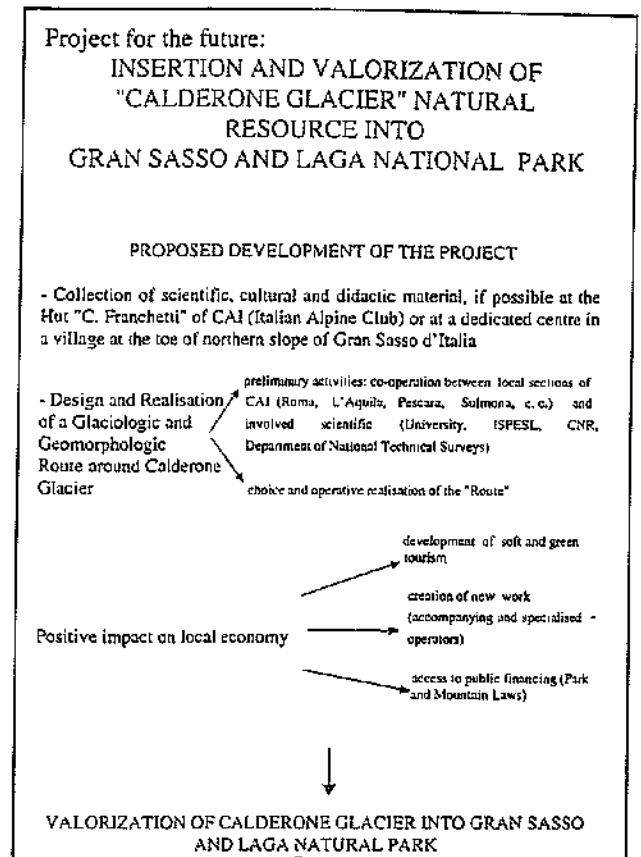 Project for the future:
INSERTION AND VALORIZATION OF
"CALDERONE GLACIER" NATURAL
RESOURCE INTO
GRAN SASSO AND LAGA NATIONAL PARK
PROPOSED DEVELOPMENT OF THE PROJECT
- Collection of scientific, cultural and didactic material, if possible at the
Hut "C. Franchetti" of CAI (Italian Alpine Club) or at a dedicated centre in
a village at the toe of northern slope of Gran Sasso d'Italia
- Design and Realisation
of a Glaciologic and
Geomorphologic
Route around Calderone
Glacier
preliminary activities: co-operation between local sections of
CAI (Roma, L'Aquila, Pescara, Sulmona, c.c.) and
involved scientific (University, ISPESL, CNR,
Department of National Technical Surveys)
choice and operative realisation of the "Route"
Positive impact on local economy
development of soft and green
tourism
creation of new work
(accompanying and specialised -
operators)
access to public financing (Park
and Mountain Laws)
VALORIZATION OF CALDERONE GLACIER INTO GRAN SASSO
AND LAGA NATURAL PARK